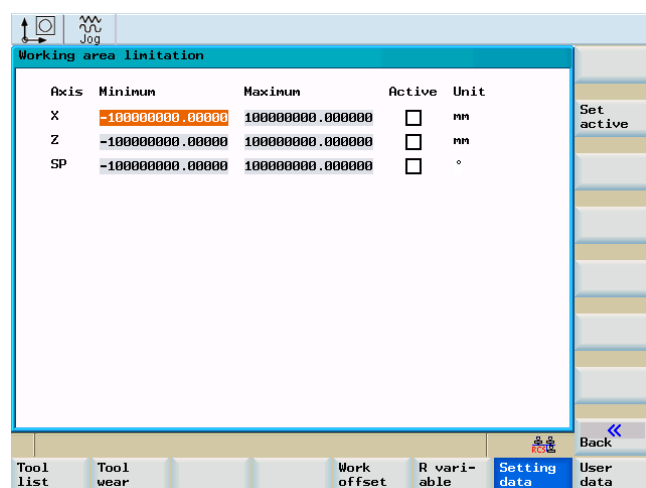 Jog
Working area limitation
Axis Minimum Maximum Active Unit
X -100000000.00000 100000000.000000 mm
Z -100000000.00000 100000000.000000 mm
SP -100000000.00000 100000000.000000 °
Set
active
RCS
« 
Back
Tool
list
Tool
wear
Work
offset
R vari-
able
Setting
data
User
data